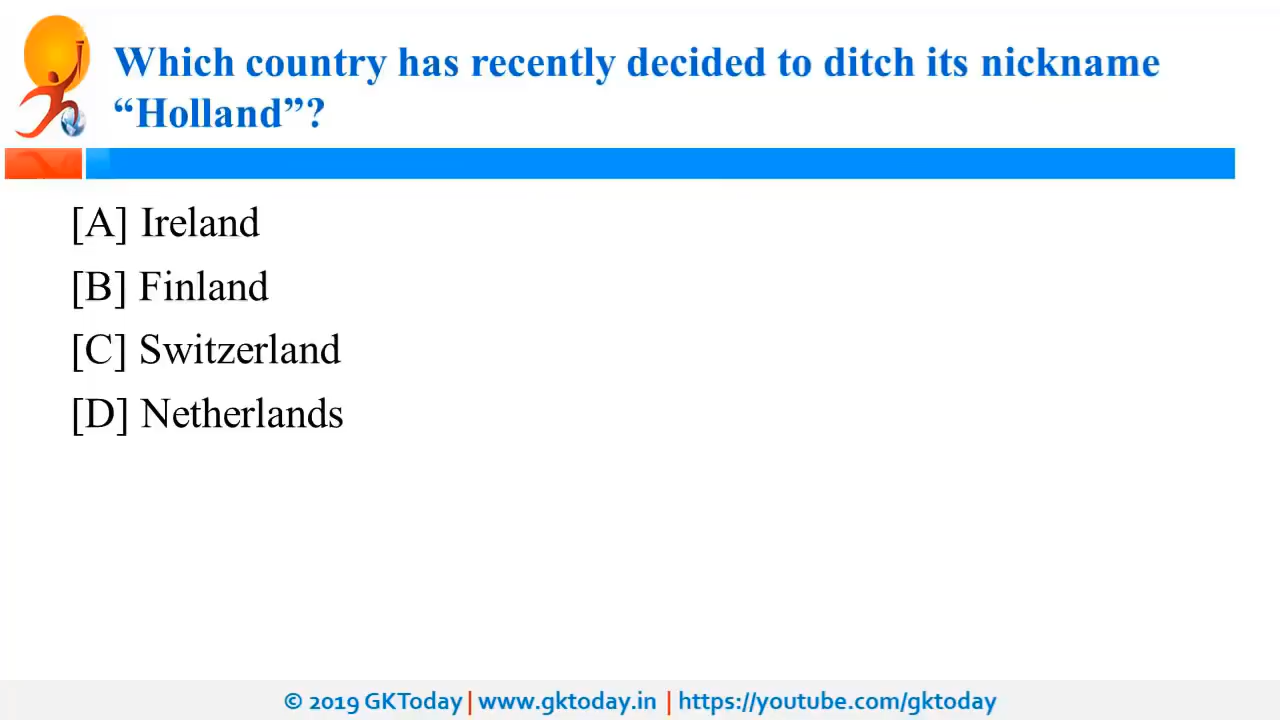 Which country has recently decided to ditch its nickname
“Holland”?
[A] Ireland
[B] Finland
[C] Switzerland
[D] Netherlands
© 2019 GKToday | www.gktoday.in | https://youtube.com/gktoday